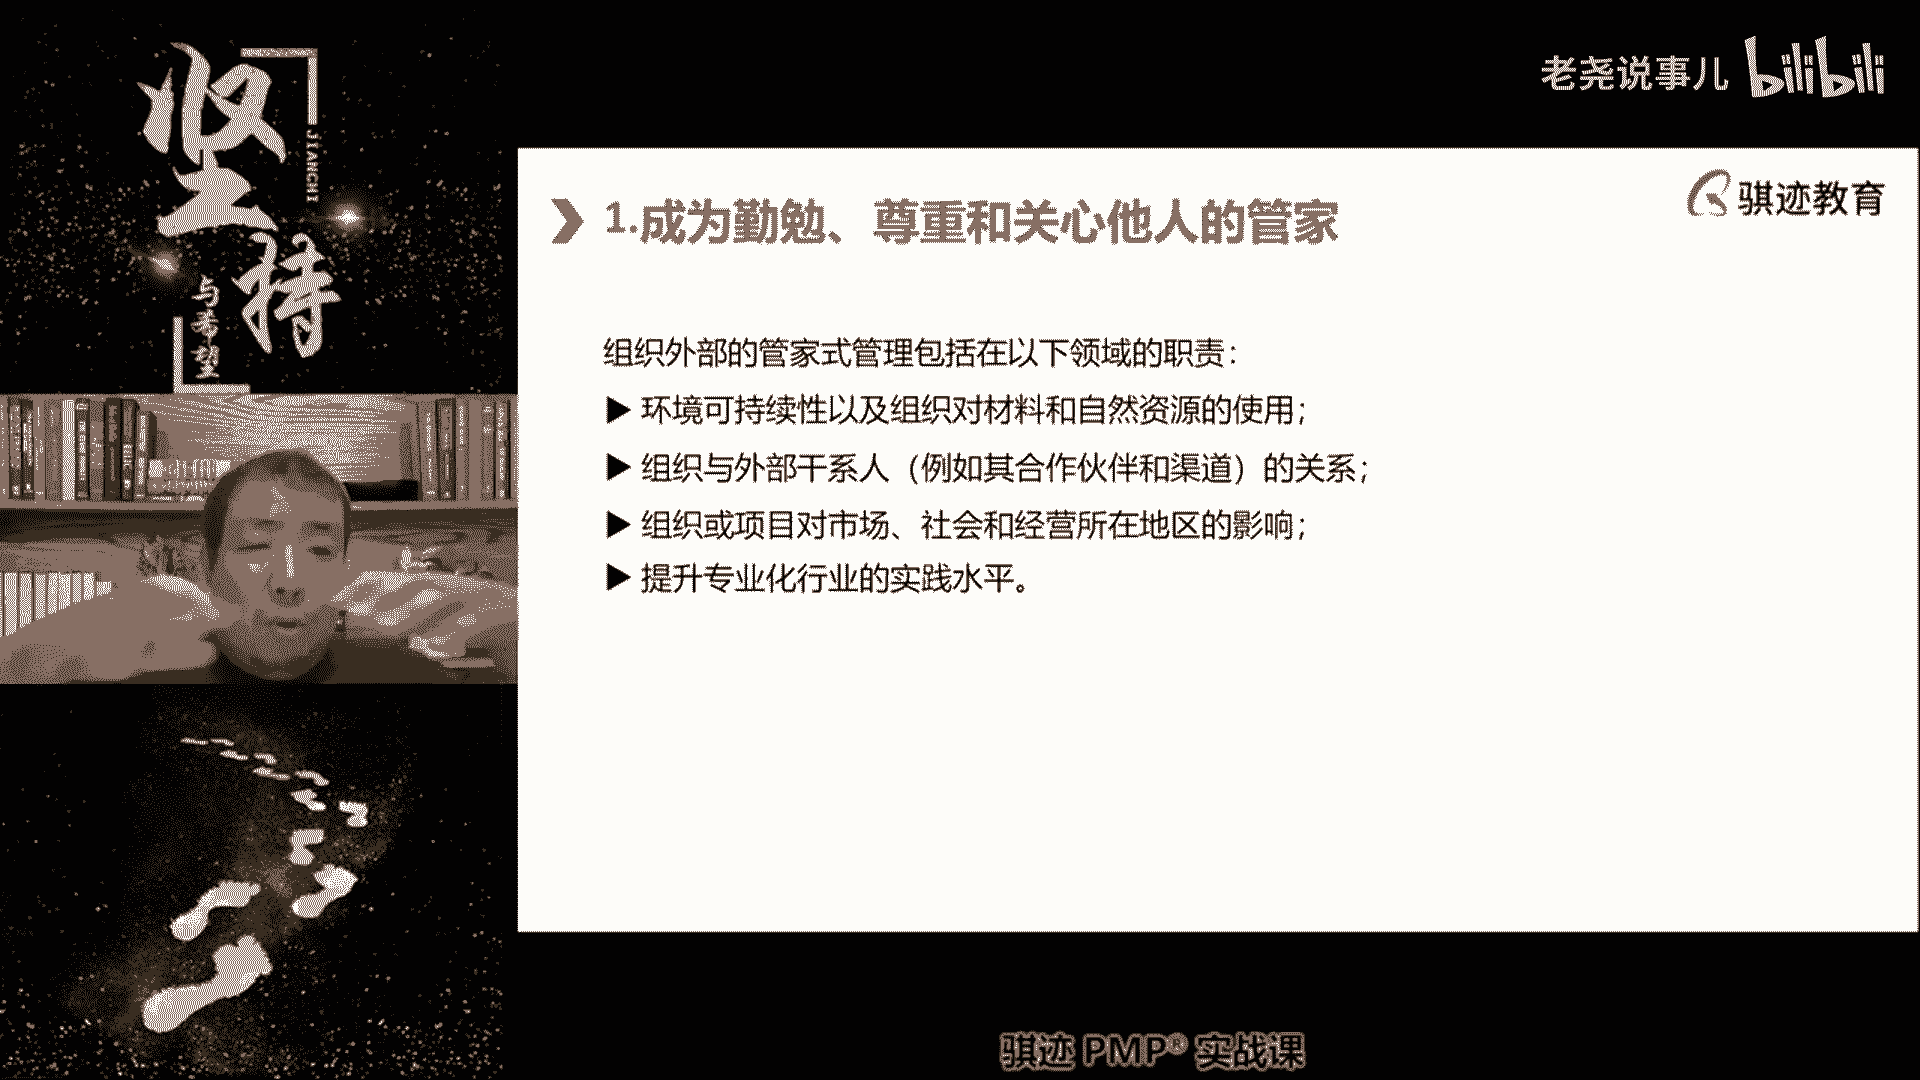 坚持
JIANCHI
与希望
老尧说事儿 bilibili
骐迹教育
1.成为勤勉、尊重和关心他人的管家
组织外部的管家式管理包括在以下领域的职责：
▶ 环境可持续性以及组织对材料和自然资源的使用；
▶ 组织与外部干系人（例如其合作伙伴和渠道）的关系；
▶ 组织或项目对市场、社会和经营所在地区的影响；
▶ 提升专业化行业的实践水平。
骐迹 PMP® 实战课